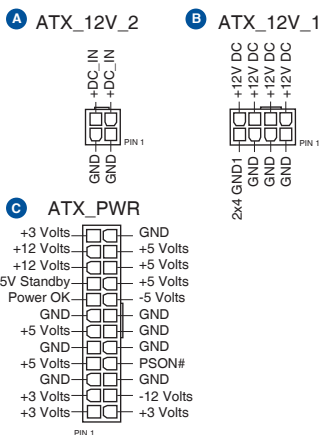 A ATX_12V_2
+DC_IN
+DC_IN
PIN 1
GND
GND
B ATX_12V_1
+12V DC
+12V DC
+12V DC
+12V DC
PIN 1
2x4 GND1
GND
GND
GND
C ATX_PWR
+3 Volts GND
+12 Volts +5 Volts
+12 Volts +5 Volts
5V Standby +5 Volts
Power OK -5 Volts
GND GND
+5 Volts GND
GND GND
+5 Volts PSON#
GND GND
+3 Volts -12 Volts
+3 Volts +3 Volts
PIN 1